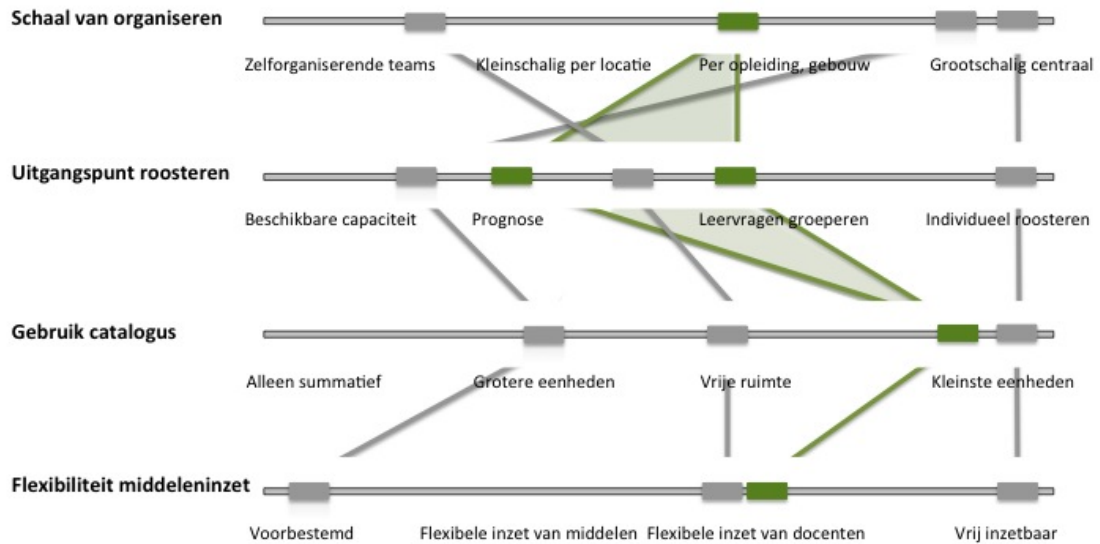 Schaal van organiseren
Zelforganiserende teams Kleinschalig per locatie Per opleiding, gebouw Grootschalig centraal
Uitgangspunt roosteren
Beschikbare capaciteit Prognose Leervragen groeperen Individueel roosteren
Gebruik catalogus
Alleen summatief Grotere eenheden Vrije ruimte Kleinste eenheden
Flexibiliteit middeleninzet
Voorbestemd Flexibele inzet van middelen Flexibele inzet van docenten Vrij inzetbaar